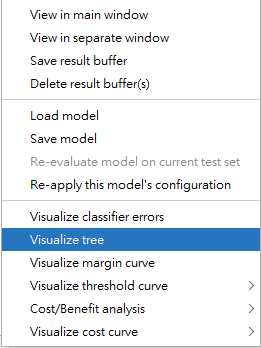 View in main window
View in separate window
Save result buffer
Delete result buffer(s)
Load model
Save model
Re-evaluate model on current test set
Re-apply this model's configuration
Visualize classifier errors
Visualize tree
Visualize margin curve
Visualize threshold curve
Cost/Benefit analysis
Visualize cost curve